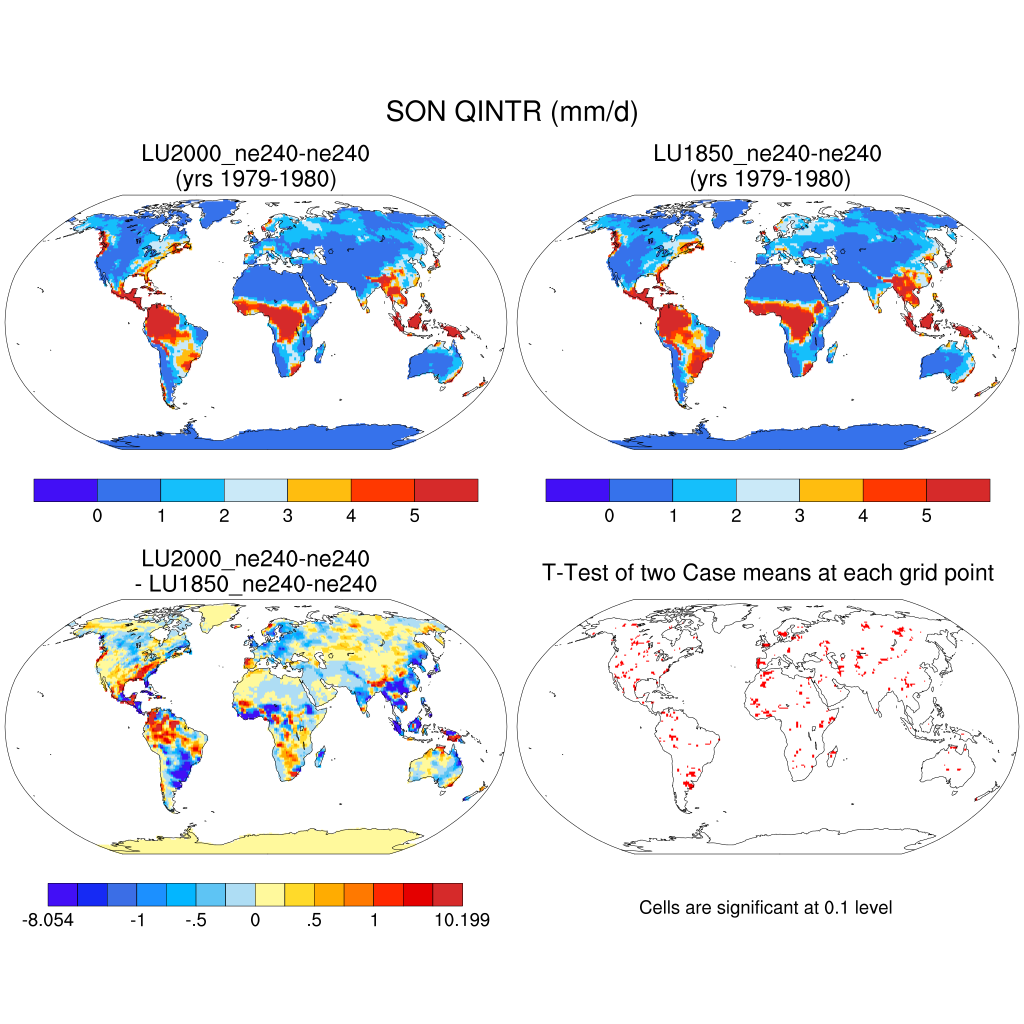 SON QINTR (mm/d)
LU2000_ne240-ne240
(yrs 1979-1980)
LU1850_ne240-ne240
(yrs 1979-1980)
0 1 2 3 4 5
0 1 2 3 4 5
LU2000_ne240-ne240
- LU1850_ne240-ne240
T-Test of two Case means at each grid point
-8.054 -1 -.5 0 .5 1 10.199
Cells are significant at 0.1 level